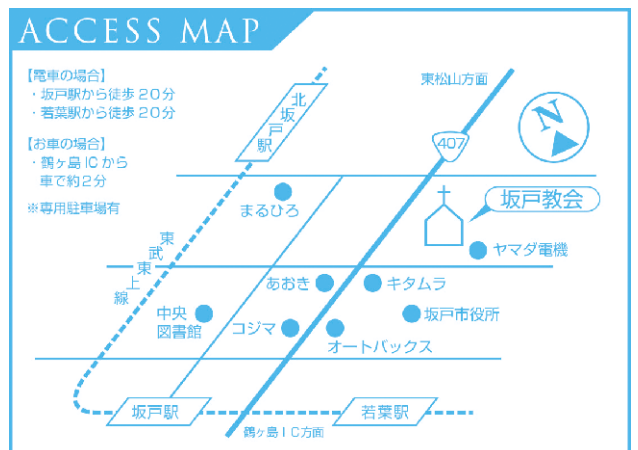 ACCESS MAP
【電車の場合】
・坂戸駅から徒歩20分
・若葉駅から徒歩20分
【お車の場合】
・鶴ヶ島ICから
車で約2分
※専用駐車場有
北坂戸駅
東松山方面
N
407
まるひろ
坂戸教会
ヤマダ電機
東武東上線
あおき
キタムラ
中央
図書館
コジマ
坂戸市役所
オートバックス
坂戸駅
若葉駅
鶴ヶ島IC方面